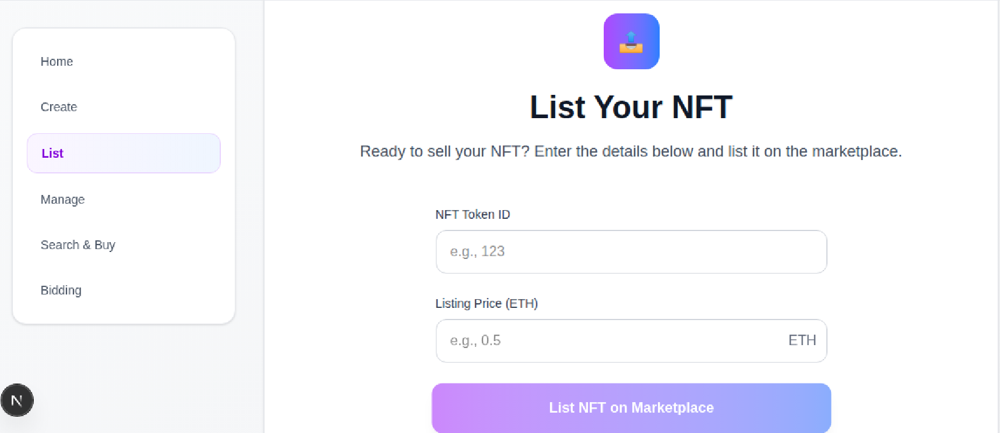 Home
Create
List
Manage
Search & Buy
Bidding
N
List Your NFT
Ready to sell your NFT? Enter the details below and list it on the marketplace.
NFT Token ID
e.g., 123
Listing Price (ETH)
e.g., 0.5 ETH
List NFT on Marketplace